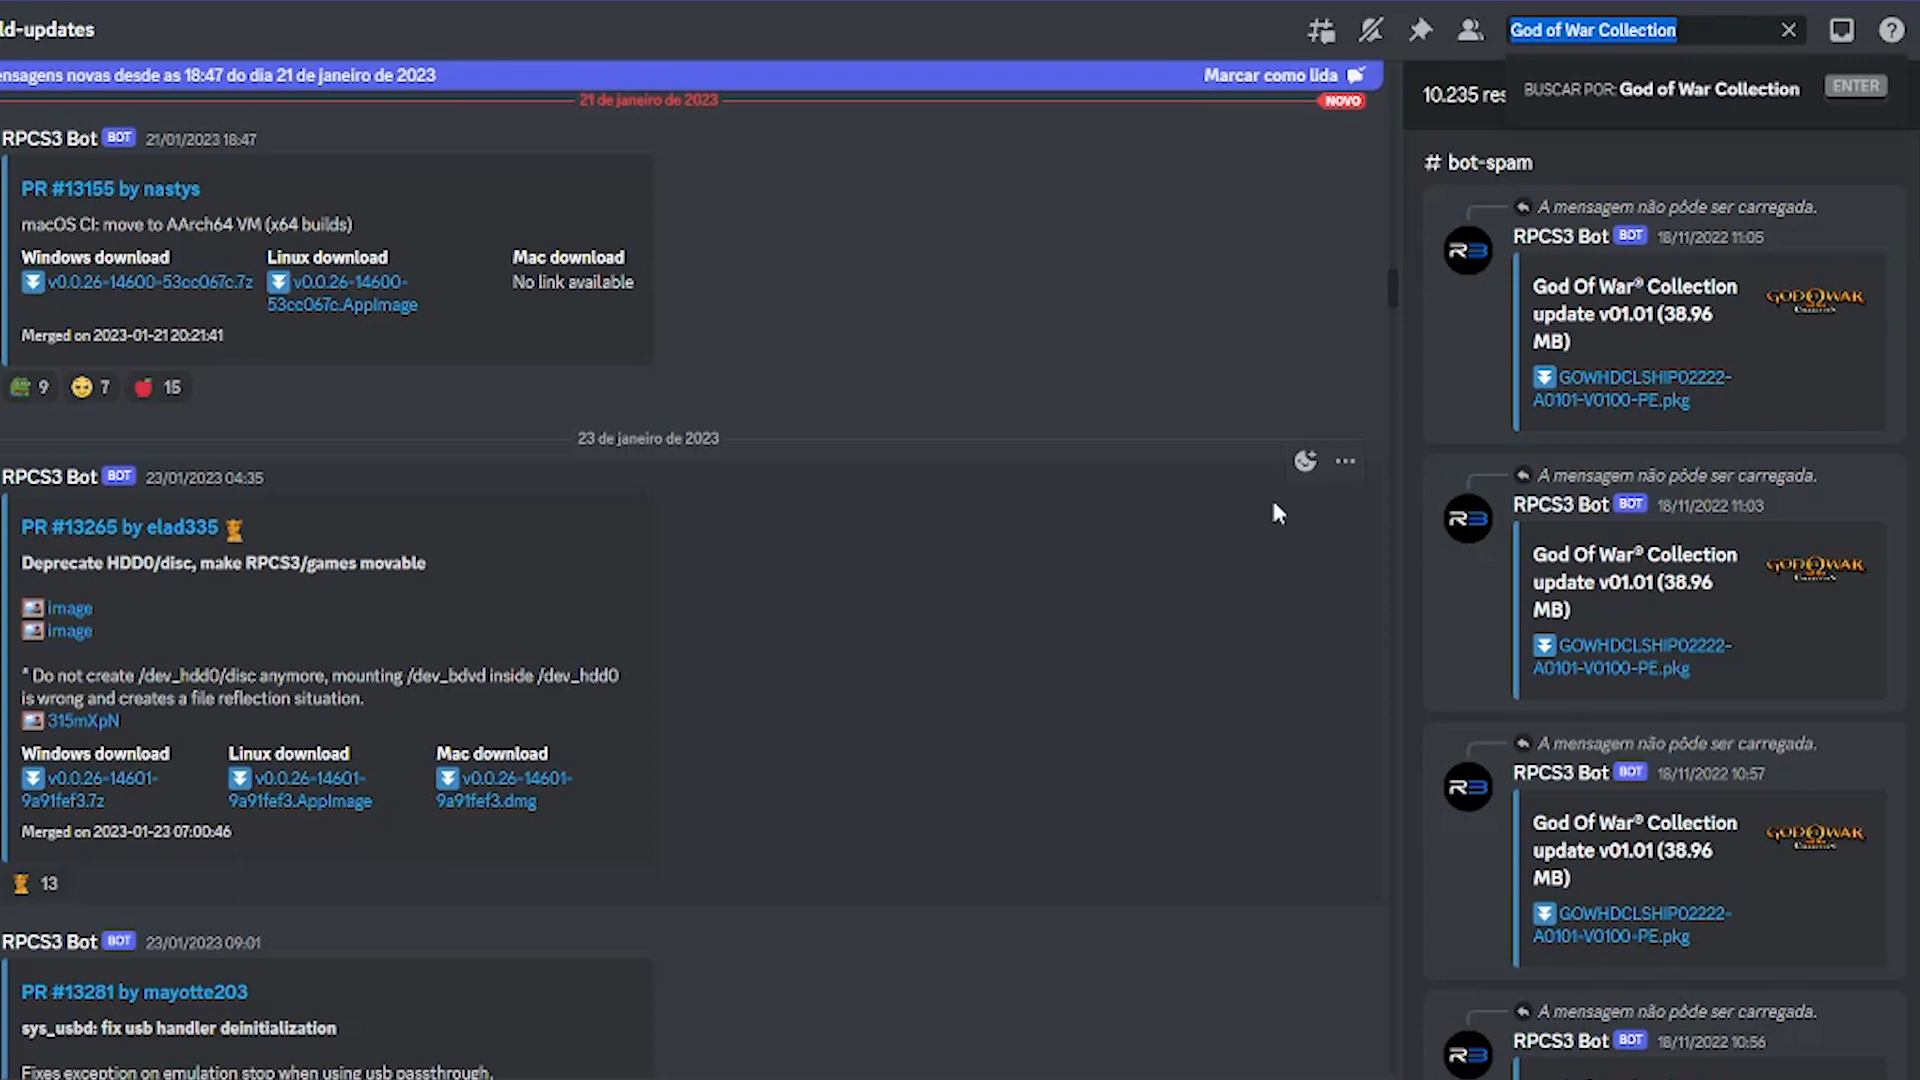 ld-updates
God of War Collection
ensagens novas desde as 18:47 do dia 21 de janeiro de 2023
Marcar como lida
21 de janeiro de 2023
NOVO
RPCS3 Bot BOT 21/01/2023 18:47
PR #13155 by nastys
macOS CI: move to AArch64 VM (x64 builds)
Windows download
v0.0.26-14600-53cc067c.7z
Linux download
v0.0.26-14600-
53cc067c.AppImage
Mac download
No link available
Merged on 2023-01-21 20:21:41
9 7 15
23 de janeiro de 2023
RPCS3 Bot BOT 23/01/2023 04:35
PR #13265 by elad335
Deprecate HDD0/disc, make RPCS3/games movable
image
image
* Do not create /dev_hdd0/disc anymore, mounting /dev_bdvd inside /dev_hdd0
is wrong and creates a file reflection situation.
315mXpN
Windows download
v0.0.26-14601-
9a91fef3.7z
Linux download
v0.0.26-14601-
9a91fef3.AppImage
Mac download
v0.0.26-14601-
9a91fef3.dmg
Merged on 2023-01-23 07:00:46
13
RPCS3 Bot BOT 23/01/2023 09:01
PR #13281 by mayotte203
sys_usbd: fix usb handler deinitialization
Fixes exception on emulation stop when using usb passthrough.
10.235 res
BUSCAR POR: God of War Collection ENTER
# bot-spam
A mensagem não pôde ser carregada.
R3
RPCS3 Bot BOT 18/11/2022 11:05
God Of War® Collection
update v01.01 (38.96
MB)
GOD OF WAR
GOWHDCLSHIP02222-
A0101-V0100-PE.pkg
A mensagem não pôde ser carregada.
R3
RPCS3 Bot BOT 18/11/2022 11:03
God Of War® Collection
update v01.01 (38.96
MB)
GOD OF WAR
GOWHDCLSHIP02222-
A0101-V0100-PE.pkg
A mensagem não pôde ser carregada.
R3
RPCS3 Bot BOT 18/11/2022 10:57
God Of War® Collection
update v01.01 (38.96
MB)
GOD OF WAR
GOWHDCLSHIP02222-
A0101-V0100-PE.pkg
A mensagem não pôde ser carregada.
R3
RPCS3 Bot BOT 18/11/2022 10:56